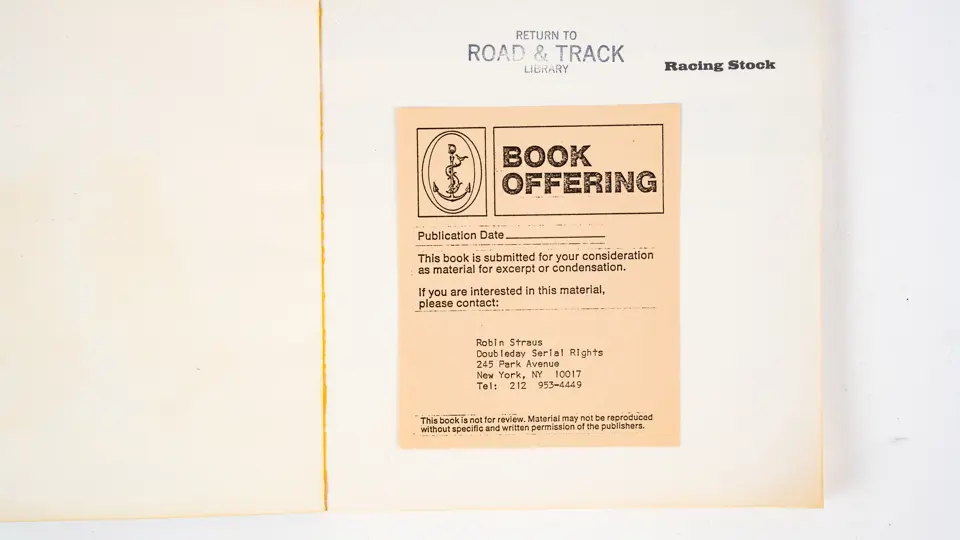 RETURN TO
ROAD & TRACK
LIBRARY
Racing Stock
BOOK
OFFERING
Publication Date
This book is submitted for your consideration
as material for excerpt or condensation.
If you are interested in this material,
please contact:
Robin Straus
Doubleday Serial Rights
245 Park Avenue
New York, NY 10017
Tel: 212 953-4449
This book is not for review. Material may not be reproduced
without specific and written permission of the publishers.